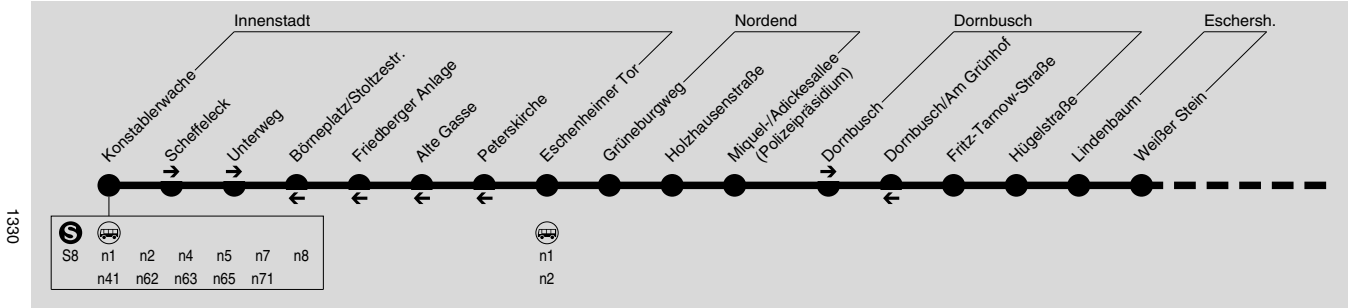 Innenstadt Nordend Dornbusch Eschersh.
Konstablerwache
Scheffeleck
Unterweg
Börneplatz/Stoltzestr.
Friedberger Anlage
Alte Gasse
Peterskirche
Eschenheimer Tor
Grüneburgweg
Holzhausenstraße
Miquel-/Adickesallee
(Polizeipräsidium)
Dornbusch
Dornbusch/Am Grünhof
Fritz-Tarnow-Straße
Hügelstraße
Lindenbaum
Weißer Stein
S
S8 n1 n2 n4 n5 n7 n8
n41 n62 n63 n65 n71
n1
n2
1330